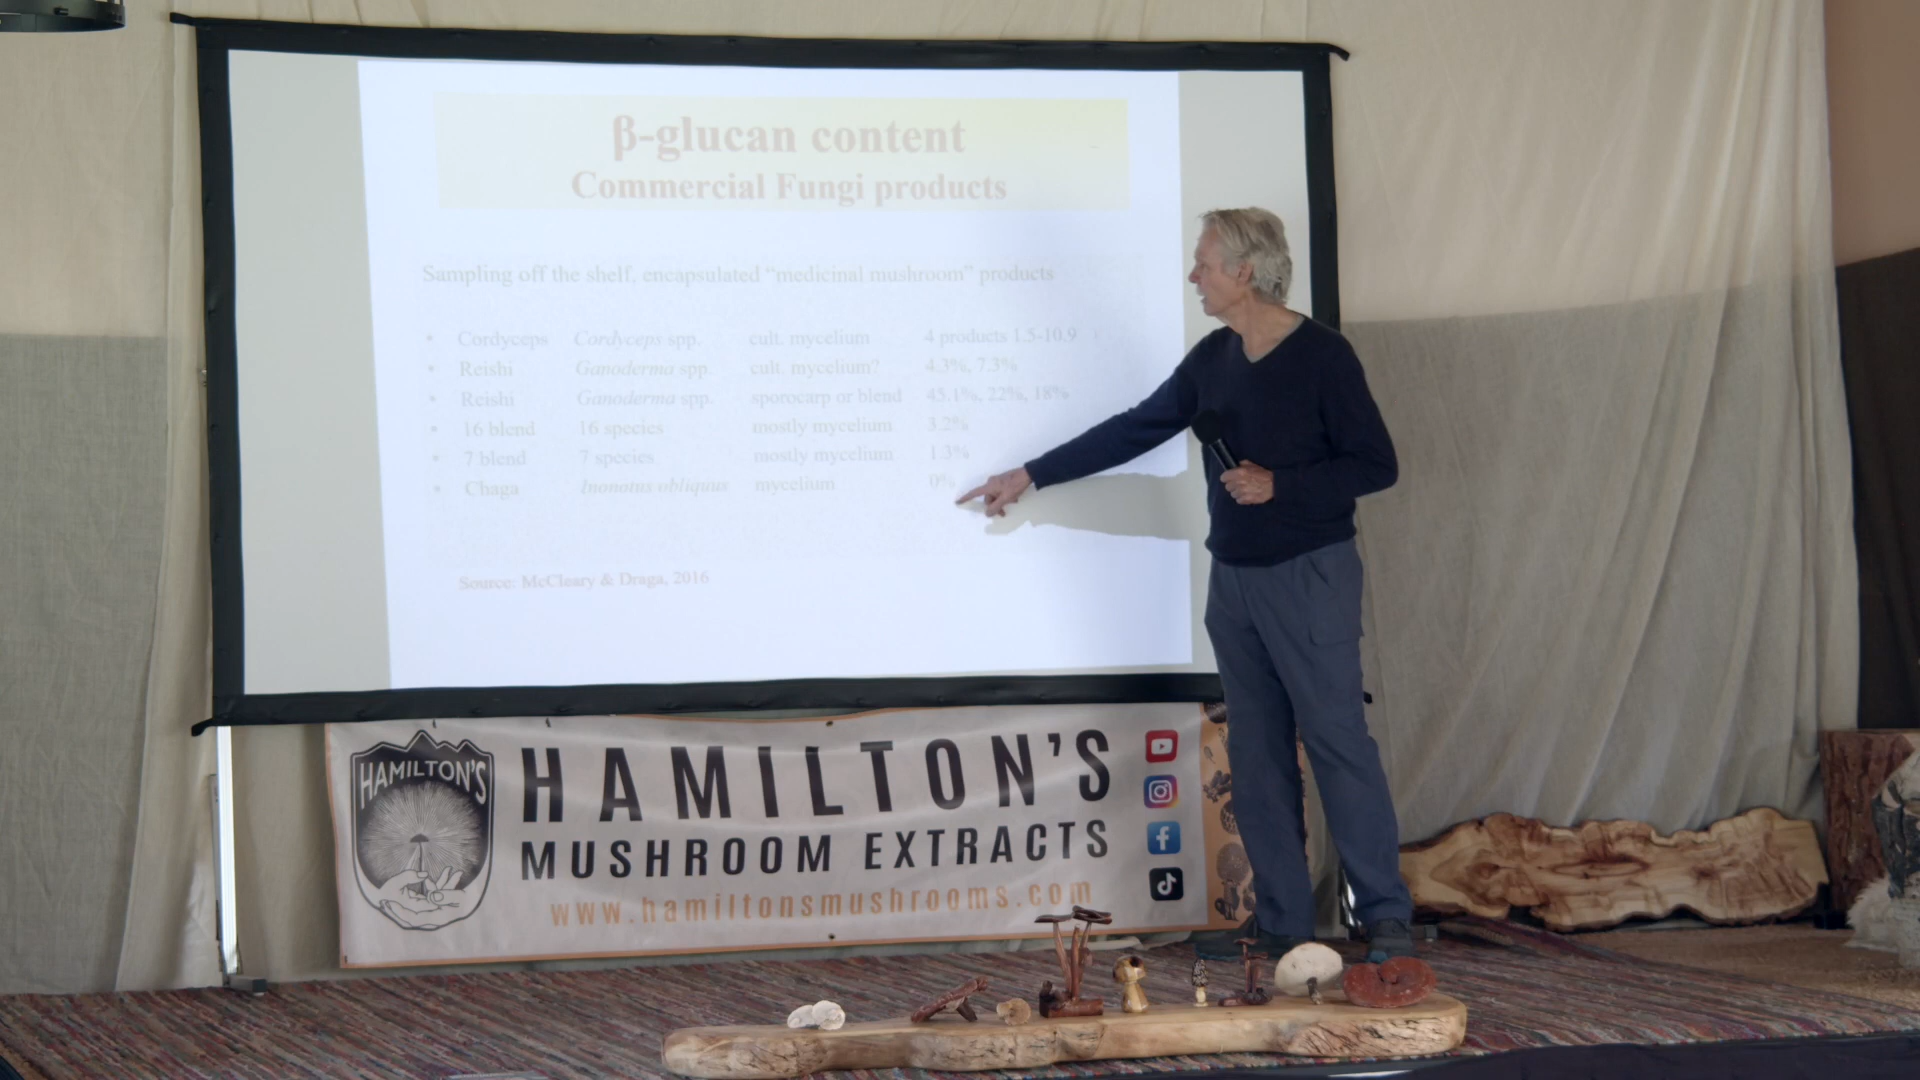 β-glucan content
Commercial Fungi products
Sampling off the shelf, encapsulated “medicinal mushroom” products
• Cordyceps Cordyceps spp. cult. mycelium 4 products 1.5-10.9
• Reishi Ganoderma spp. cult. mycelium? 4.3%, 7.3%
• Reishi Ganoderma spp. sporocarp or blend 45.1%, 22%, 18%
• 16 blend 16 species mostly mycelium 3.2%
• 7 blend 7 species mostly mycelium 1.3%
• Chaga Inonotus obliquus mycelium 0%
Source: McCleary & Draga, 2016
HAMILTON'S
HAMILTON'S
MUSHROOM EXTRACTS
www.hamiltonsmushrooms.com